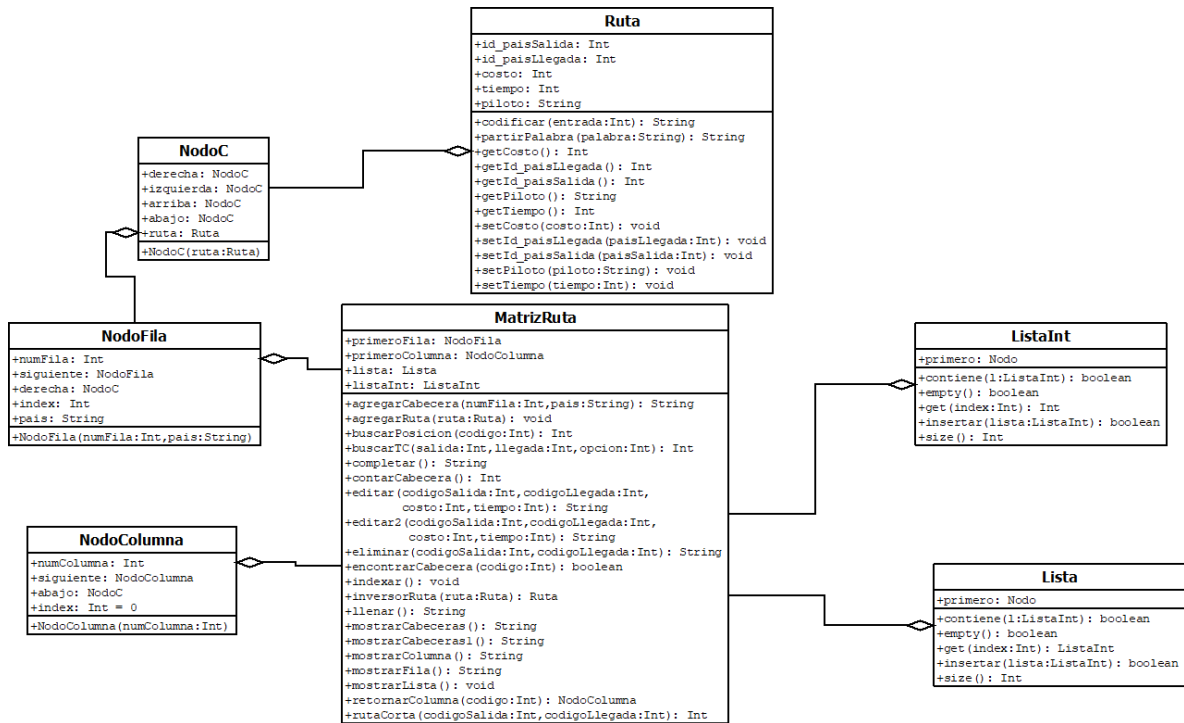 Ruta
+id_paisSalida: Int
+id_paisLlegada: Int
+costo: Int
+tiempo: Int
+piloto: String
+codificar(entrada:Int): String
+partirPalabra(palabra:String): String
+getCosto(): Int
+getId_paisLlegada(): Int
+getId_paisSalida(): Int
+getPiloto(): String
+getTiempo(): Int
+setCosto(costo:Int): void
+setId_paisLlegada(paisLlegada:Int): void
+setId_paisSalida(paisSalida:Int): void
+setPiloto(piloto:String): void
+setTiempo(tiempo:Int): void
NodoC
+derecha: NodoC
+izquierda: NodoC
+arriba: NodoC
+abajo: NodoC
+ruta: Ruta
+NodoC(ruta:Ruta)
NodoFila
+numFila: Int
+siguiente: NodoFila
+derecha: NodoC
+index: Int
+pais: String
+NodoFila(numFila:Int,pais:String)
MatrizRuta
+primeroFila: NodoFila
+primeroColumna: NodoColumna
+lista: Lista
+listaInt: ListaInt
+agregarCabecera(numFila:Int,pais:String): String
+agregarRuta(ruta:Ruta): void
+buscarPosicion(codigo:Int): Int
+buscarTC(salida:Int,llegada:Int,opcion:Int): Int
+completar(): String
+contarCabecera(): Int
+editar(codigoSalida:Int,codigoLlegada:Int,
costo:Int,tiempo:Int): String
+editar2(codigoSalida:Int,codigoLlegada:Int,
costo:Int,tiempo:Int): String
+eliminar(codigoSalida:Int,codigoLlegada:Int): String
+encontrarCabecera(codigo:Int): boolean
+indexar(): void
+inversorRuta(ruta:Ruta): Ruta
+llenar(): String
+mostrarCabeceras(): String
+mostrarCabeceras1(): String
+mostrarColumna(): String
+mostrarFila(): String
+mostrarLista(): void
+retornarColumna(codigo:Int): NodoColumna
+rutaCorta(codigoSalida:Int,codigoLlegada:Int): Int
ListaInt
+primero: Nodo
+contiene(l:ListaInt): boolean
+empty(): boolean
+get(index:Int): Int
+insertar(lista:ListaInt): boolean
+size(): Int
NodoColumna
+numColumna: Int
+siguiente: NodoColumna
+abajo: NodoC
+index: Int = 0
+NodoColumna(numColumna:Int)
Lista
+primero: Nodo
+contiene(l:ListaInt): boolean
+empty(): boolean
+get(index:Int): ListaInt
+insertar(lista:ListaInt): boolean
+size(): Int